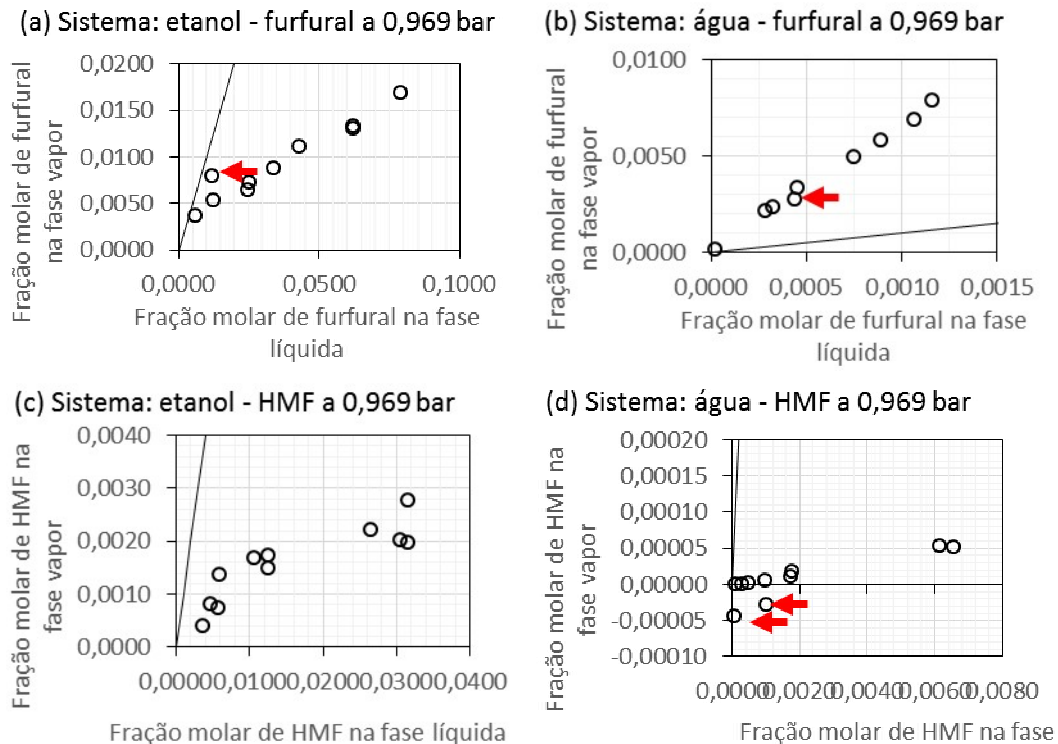 (a) Sistema: etanol - furfural a 0,969 bar
Fração molar de furfural
na fase vapor
0,0200
0,0150
0,0100
0,0050
0,0000
0,0000 0,0500 0,1000
Fração molar de furfural na fase
líquida
(b) Sistema: água - furfural a 0,969 bar
Fração molar de furfural
na fase vapor
0,0100
0,0050
0,0000
0,0000 0,0005 0,0010 0,0015
Fração molar de furfural na fase
líquida
(c) Sistema: etanol - HMF a 0,969 bar
Fração molar de HMF na
fase vapor
0,0040
0,0030
0,0020
0,0010
0,0000
0,0000 0,0100 0,0200 0,0300 0,0400
Fração molar de HMF na fase líquida
(d) Sistema: água - HMF a 0,969 bar
Fração molar de HMF na
fase vapor
0,00020
0,00015
0,00010
0,00005
0,00000
-0,00005
-0,00010
0,0000 0,0020 0,0040 0,0060 0,0080
Fração molar de HMF na fase